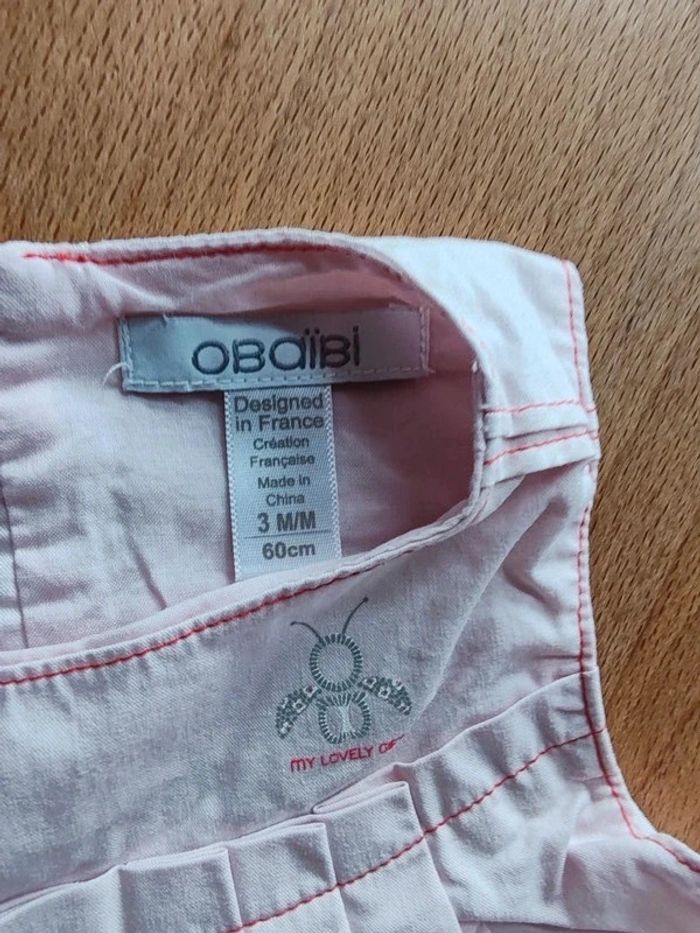 OBaïBi
Designed
in France
Création
Française
Made in
China
3 M/M
60cm
MY LOVELY